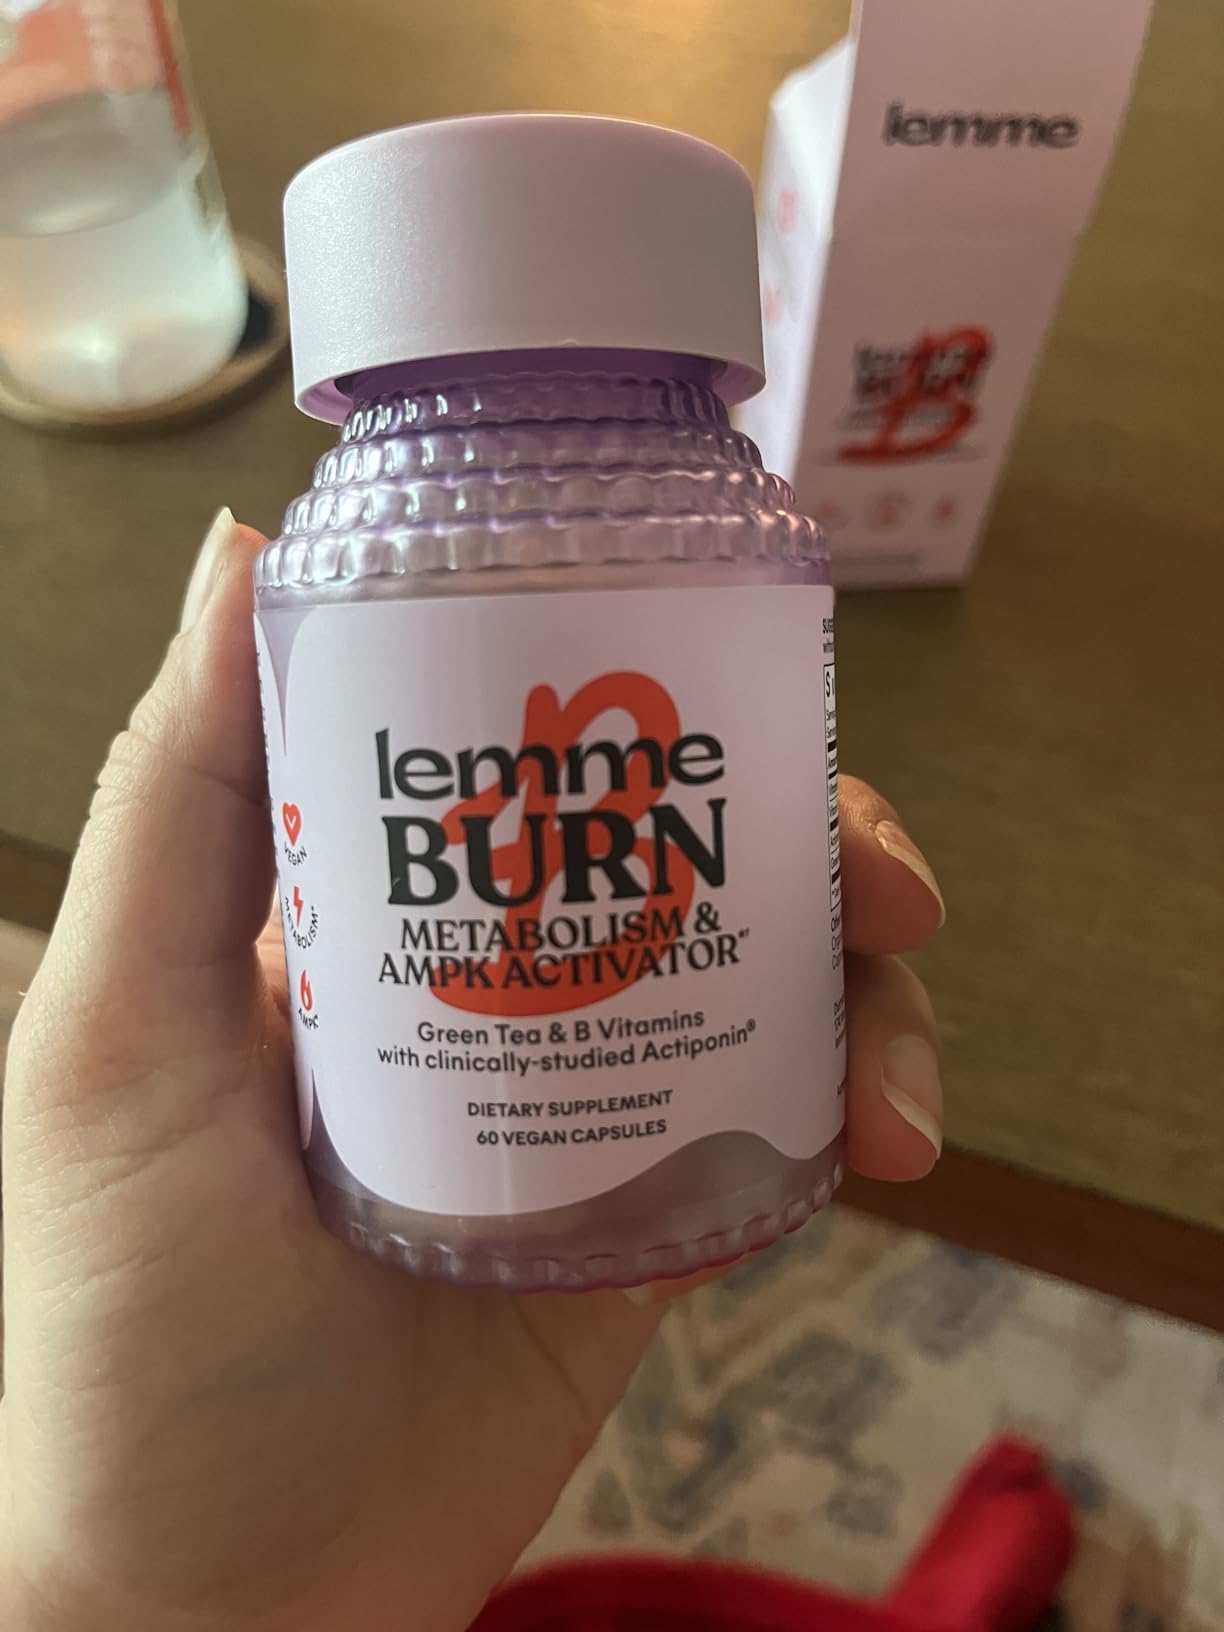 lemme
lemme
BURN
METABOLISM &
AMPK ACTIVATOR*
Green Tea & B Vitamins
with clinically-studied Actiponin®
DIETARY SUPPLEMENT
60 VEGAN CAPSULES
VEGAN
METABOLISM*
AMPK*